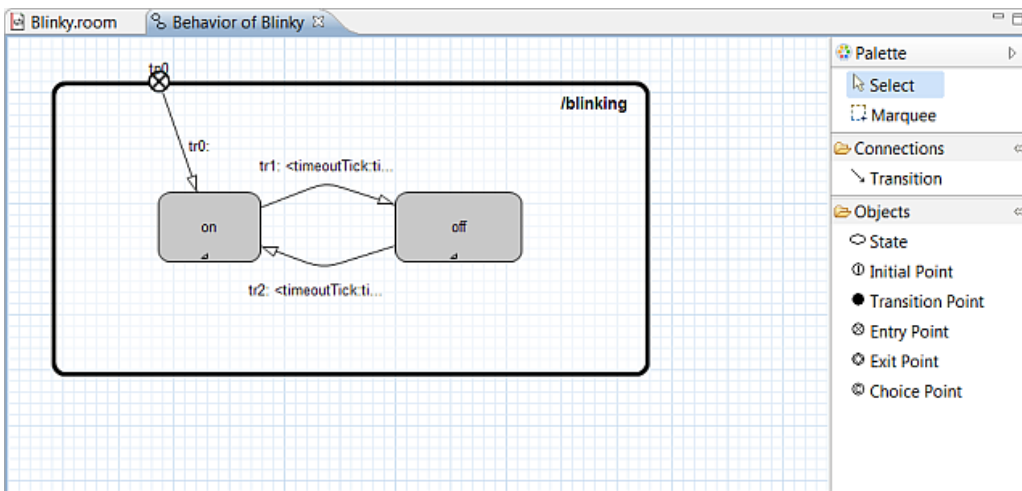 Blinky.room
Behavior of Blinky
tp0
/blinking
tr0:
tr1: <timeoutTick:ti...
on
off
tr2: <timeoutTick:ti...
Palette
Select
Marquee
Connections
Transition
Objects
State
Initial Point
Transition Point
Entry Point
Exit Point
Choice Point